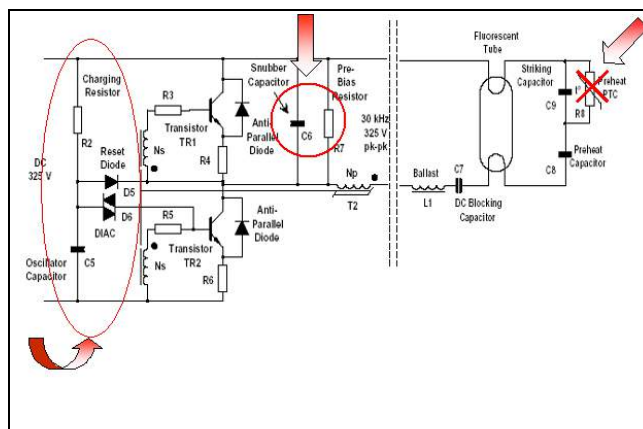 Fluorescent
Tube
Snubber
Capacitor
Pre-
Bias
Resistor
Charging
Resistor
R3
Striking
Capacitor
C9
tº
Preheat
PTC
R8
R2
Transistor
TR1
Anti-
Parallel
Diode
C6
R7
30 kHz
325 V
pk-pk
Ns
R4
DC
325 V
Reset
Diode
D5
Np
Ballast
C7
C8
Preheat
Capacitor
D6
DIAC
R5
Anti-
Parallel
Diode
T2
L1
DC Blocking
Capacitor
Oscillator
Capacitor
C5
Ns
Transistor
TR2
R6